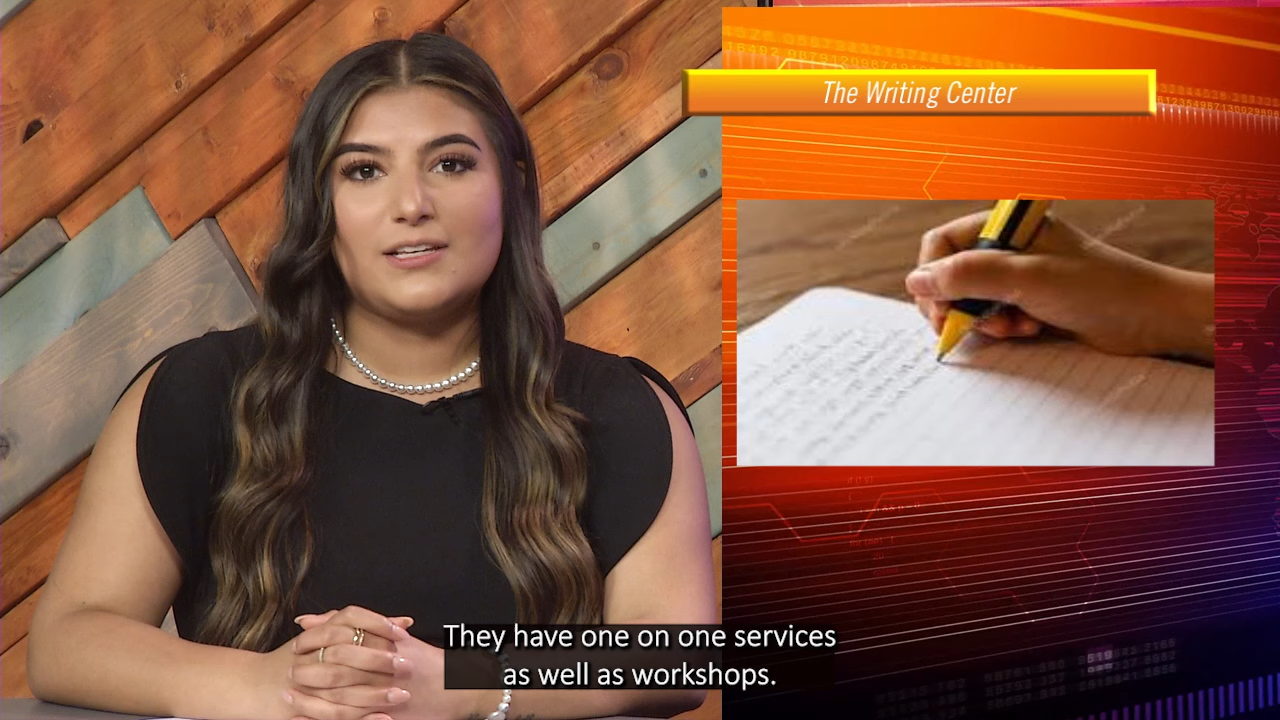 The Writing Center
They have one on one services
as well as workshops.